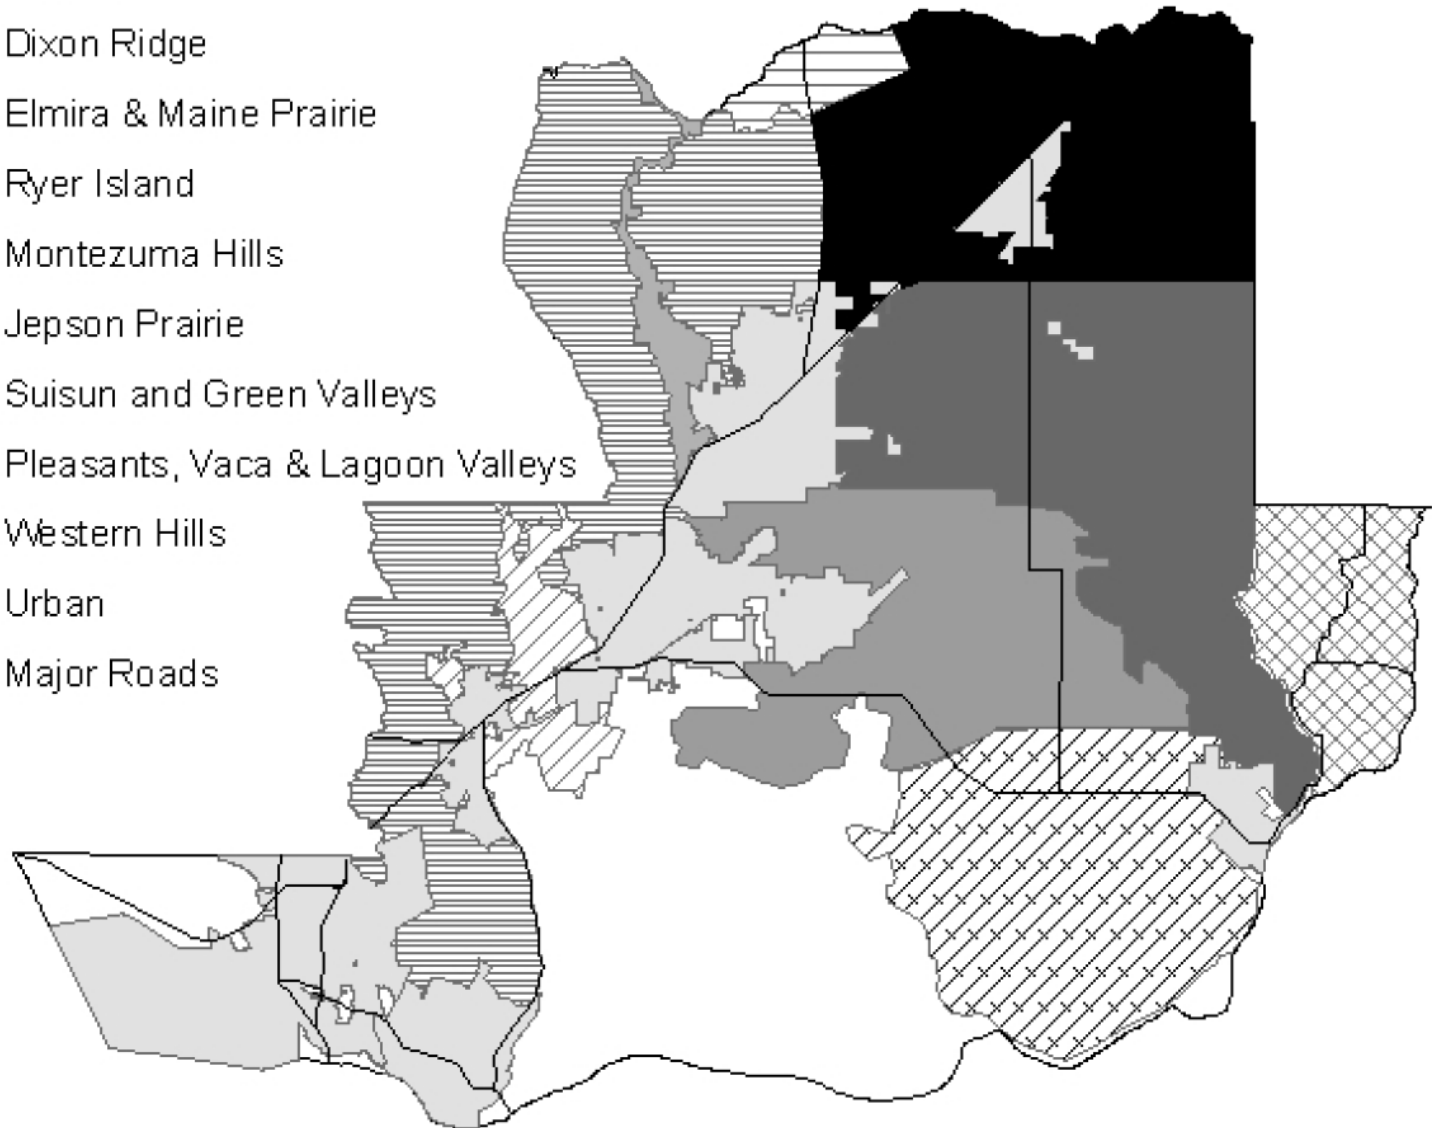 Dixon Ridge
Elmira & Maine Prairie
Ryer Island
Montezuma Hills
Jepson Prairie
Suisun and Green Valleys
Pleasants, Vaca & Lagoon Valleys
Western Hills
Urban
Major Roads